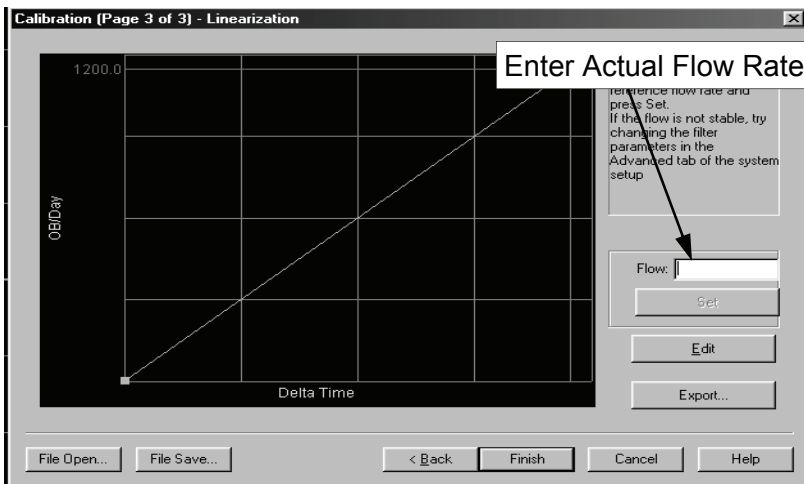 Calibration (Page 3 of 3) - Linearization
Enter Actual Flow Rate
1200.0
reference flow rate and
press Set.
If the flow is not stable, try
changing the filter
parameters in the
Advanced tab of the system
setup
OB/Day
Flow:
Set
Edit
Delta Time
Export...
File Open...
File Save...
< Back
Finish
Cancel
Help